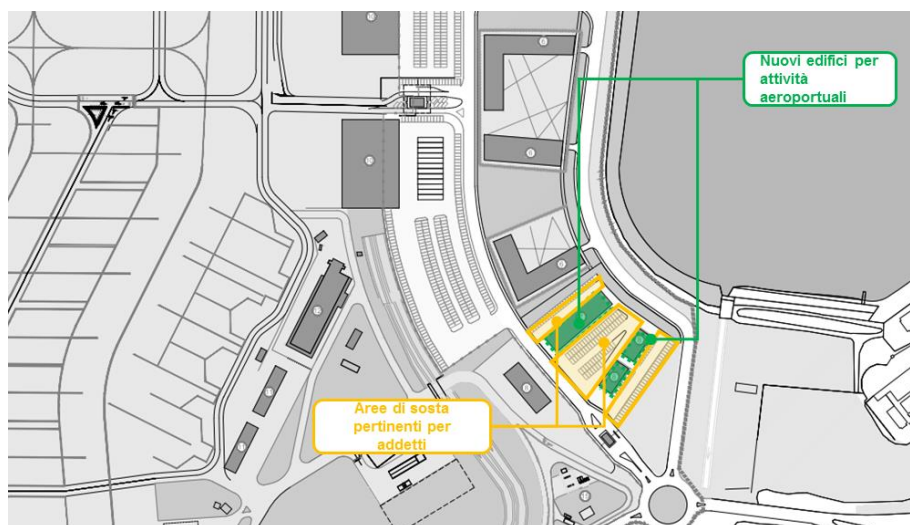 Nuovi edifici per
attività
aeroportuali
Aree di sosta
pertinenti per
addetti